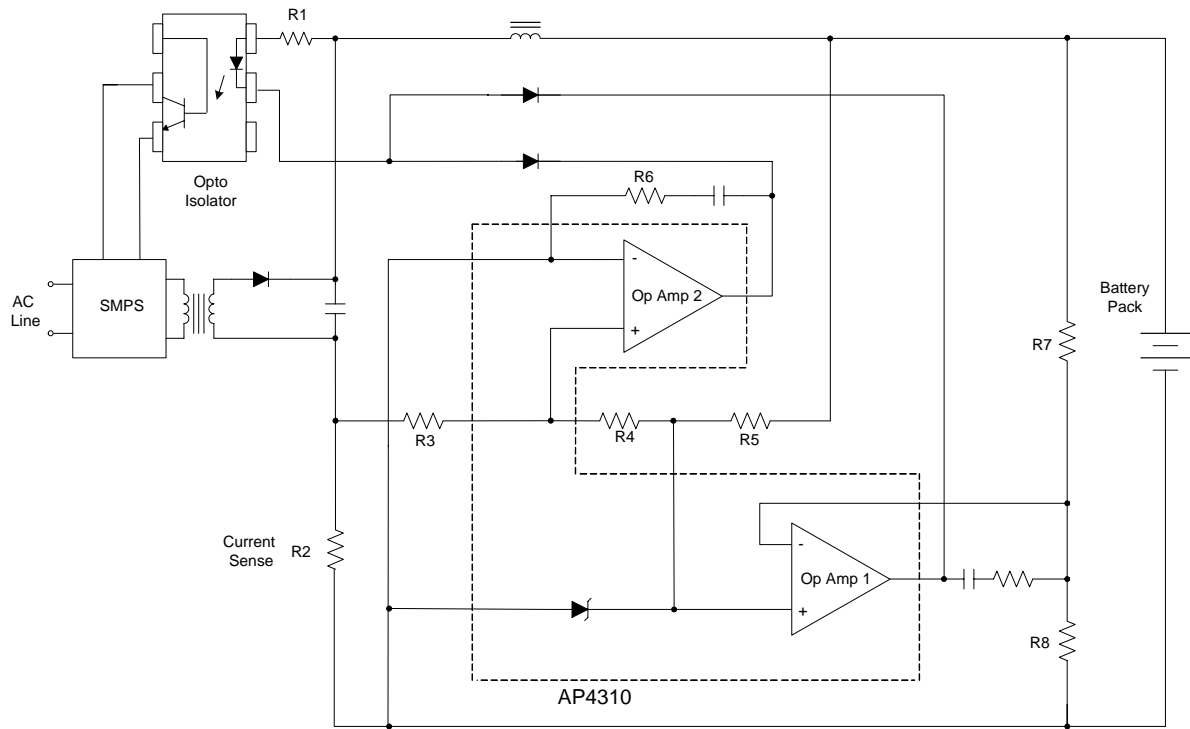 R1
Opto
Isolator
R6
-
Op Amp 2
+
AC
Line
SMPS
Battery
Pack
R7
R3
R4
R5
Current
Sense
R2
-
Op Amp 1
+
R8
AP4310